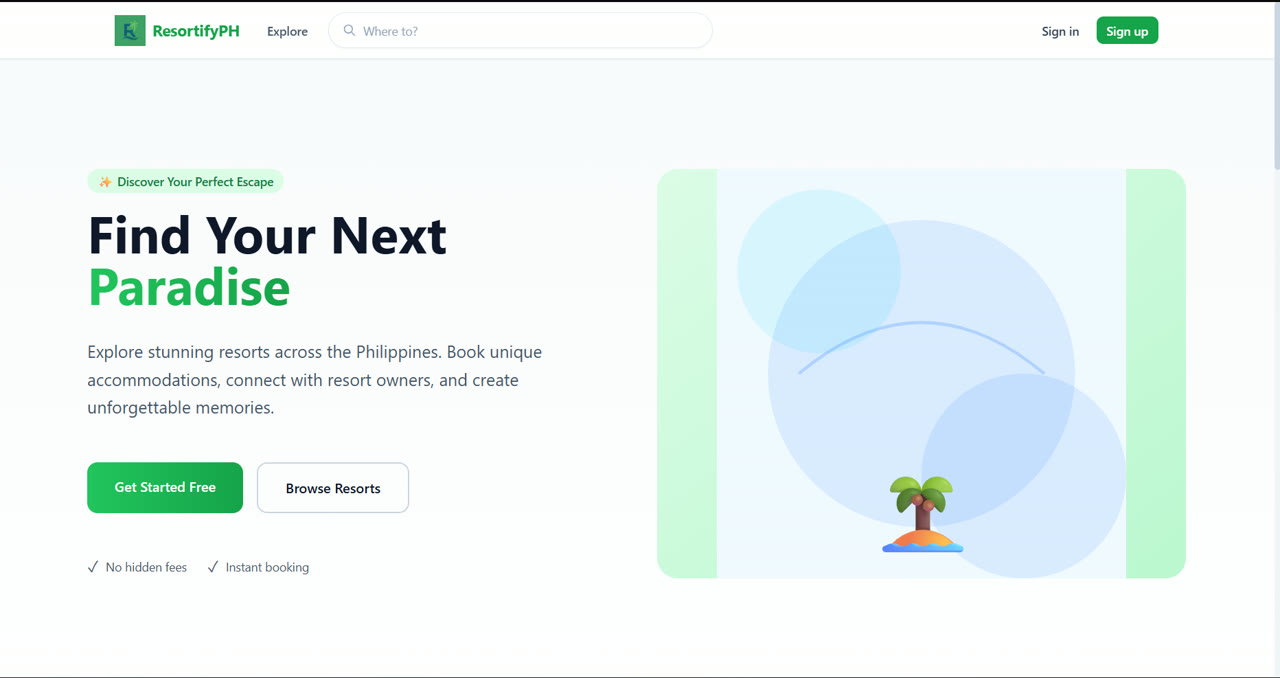 ResortifyPH
Explore
Where to?
Sign in
Sign up
✨ Discover Your Perfect Escape
Find Your Next
Paradise
Explore stunning resorts across the Philippines. Book unique
accommodations, connect with resort owners, and create
unforgettable memories.
Get Started Free
Browse Resorts
✓ No hidden fees
✓ Instant booking